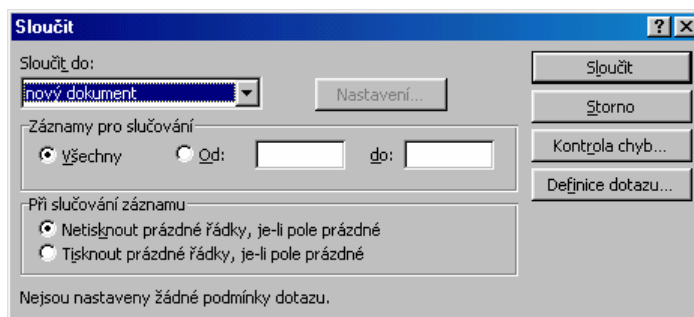 Sloučit
Sloučit do:
nový dokument
Nastavení...
Sloučit
Storno
Kontrola chyb...
Definice dotazu...
Záznamy pro slučování
Všechny Od: do:
Při slučování záznamu
Netisknout prázdné řádky, je-li pole prázdné
Tisknout prázdné řádky, je-li pole prázdné
Nejsou nastaveny žádné podmínky dotazu.